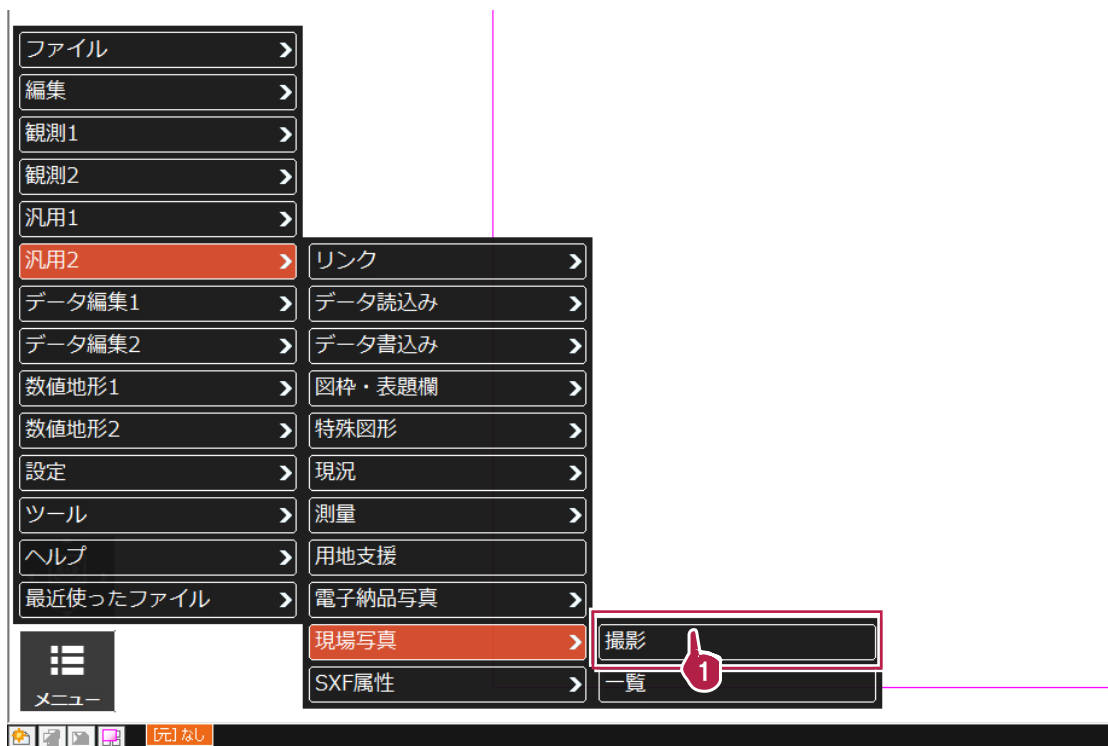 ファイル
編集
観測1
観測2
汎用1
汎用2
データ編集1
データ編集2
数値地形1
数値地形2
設定
ツール
ヘルプ
最近使ったファイル
リンク
データ読込み
データ書込み
図枠・表題欄
特殊図形
現況
測量
用地支援
電子納品写真
現場写真
SXF属性
撮影
一覧
1
メニュー
[元] なし